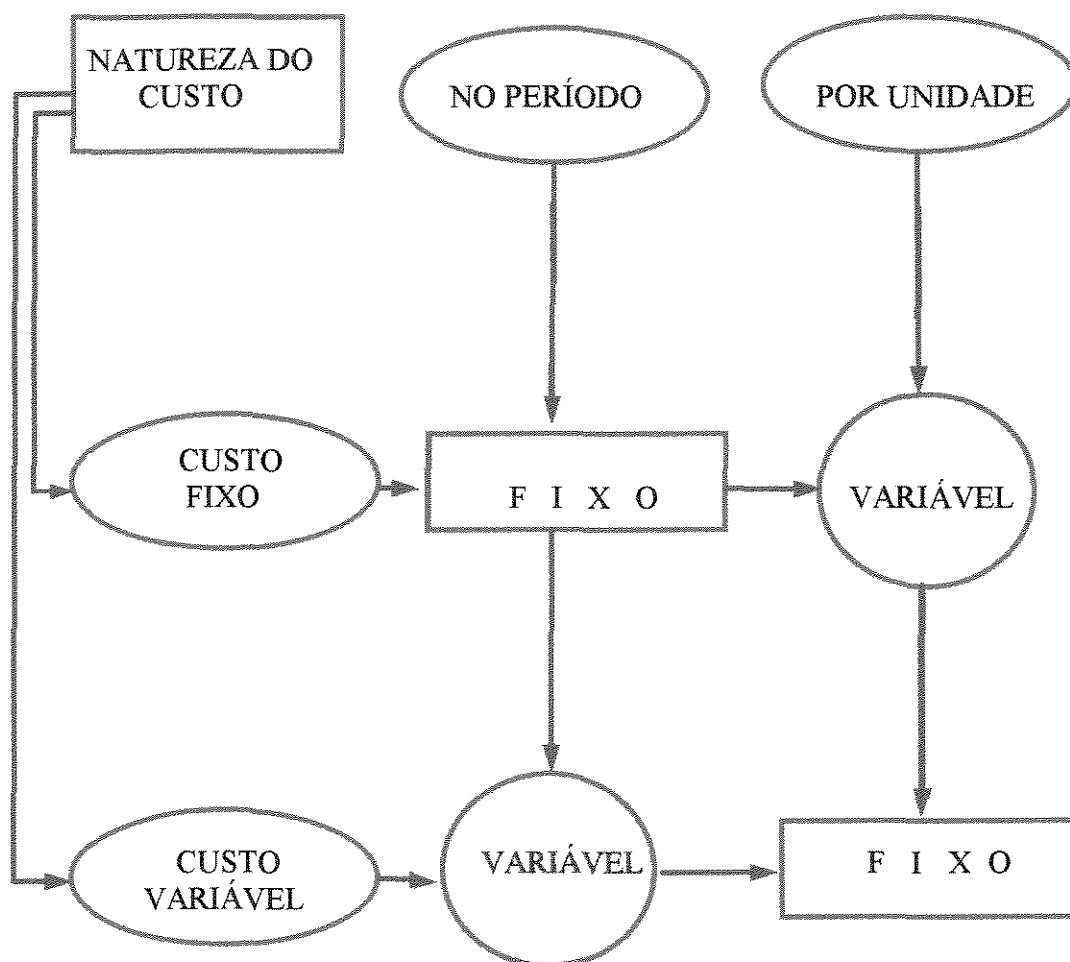 NATUREZA DO
CUSTO
NO PERÍODO
POR UNIDADE
CUSTO
FIXO
F I X O
VARIÁVEL
CUSTO
VARIÁVEL
VARIÁVEL
F I X O